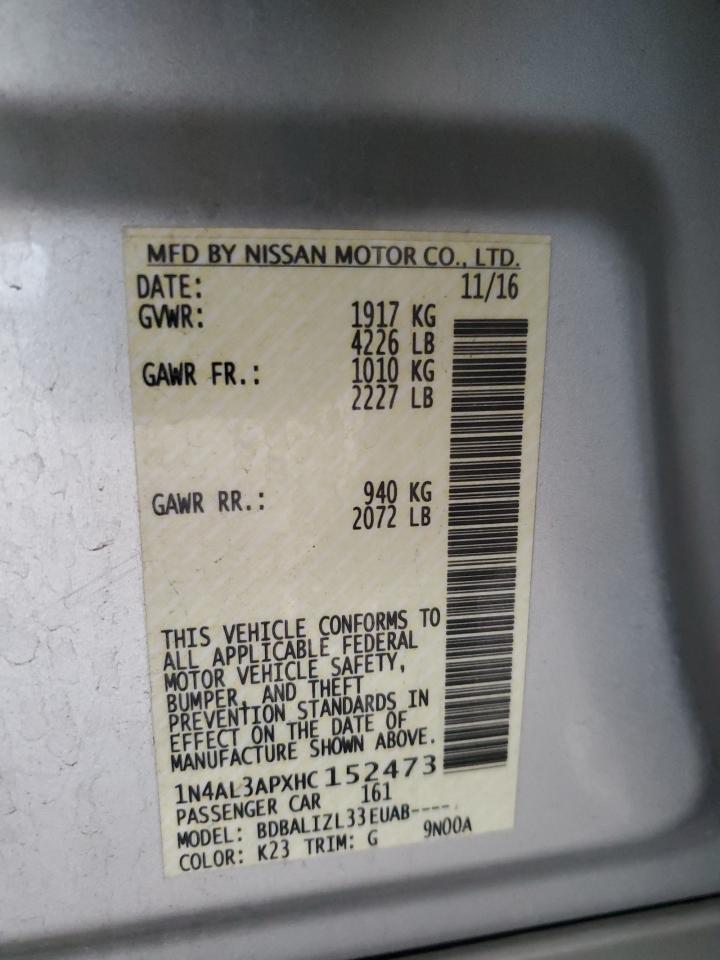 MFD BY NISSAN MOTOR CO., LTD.
DATE: 11/16
GVWR: 1917 KG
4226 LB
GAWR FR.: 1010 KG
2227 LB
GAWR RR.: 940 KG
2072 LB
THIS VEHICLE CONFORMS TO
ALL APPLICABLE FEDERAL
MOTOR VEHICLE SAFETY,
BUMPER, AND THEFT
PREVENTION STANDARDS IN
EFFECT ON THE DATE OF
MANUFACTURE SHOWN ABOVE.
1N4AL3APXHC152473
PASSENGER CAR 161
MODEL: BDBALIZL33EUAB----
COLOR: K23 TRIM: G 9N00A